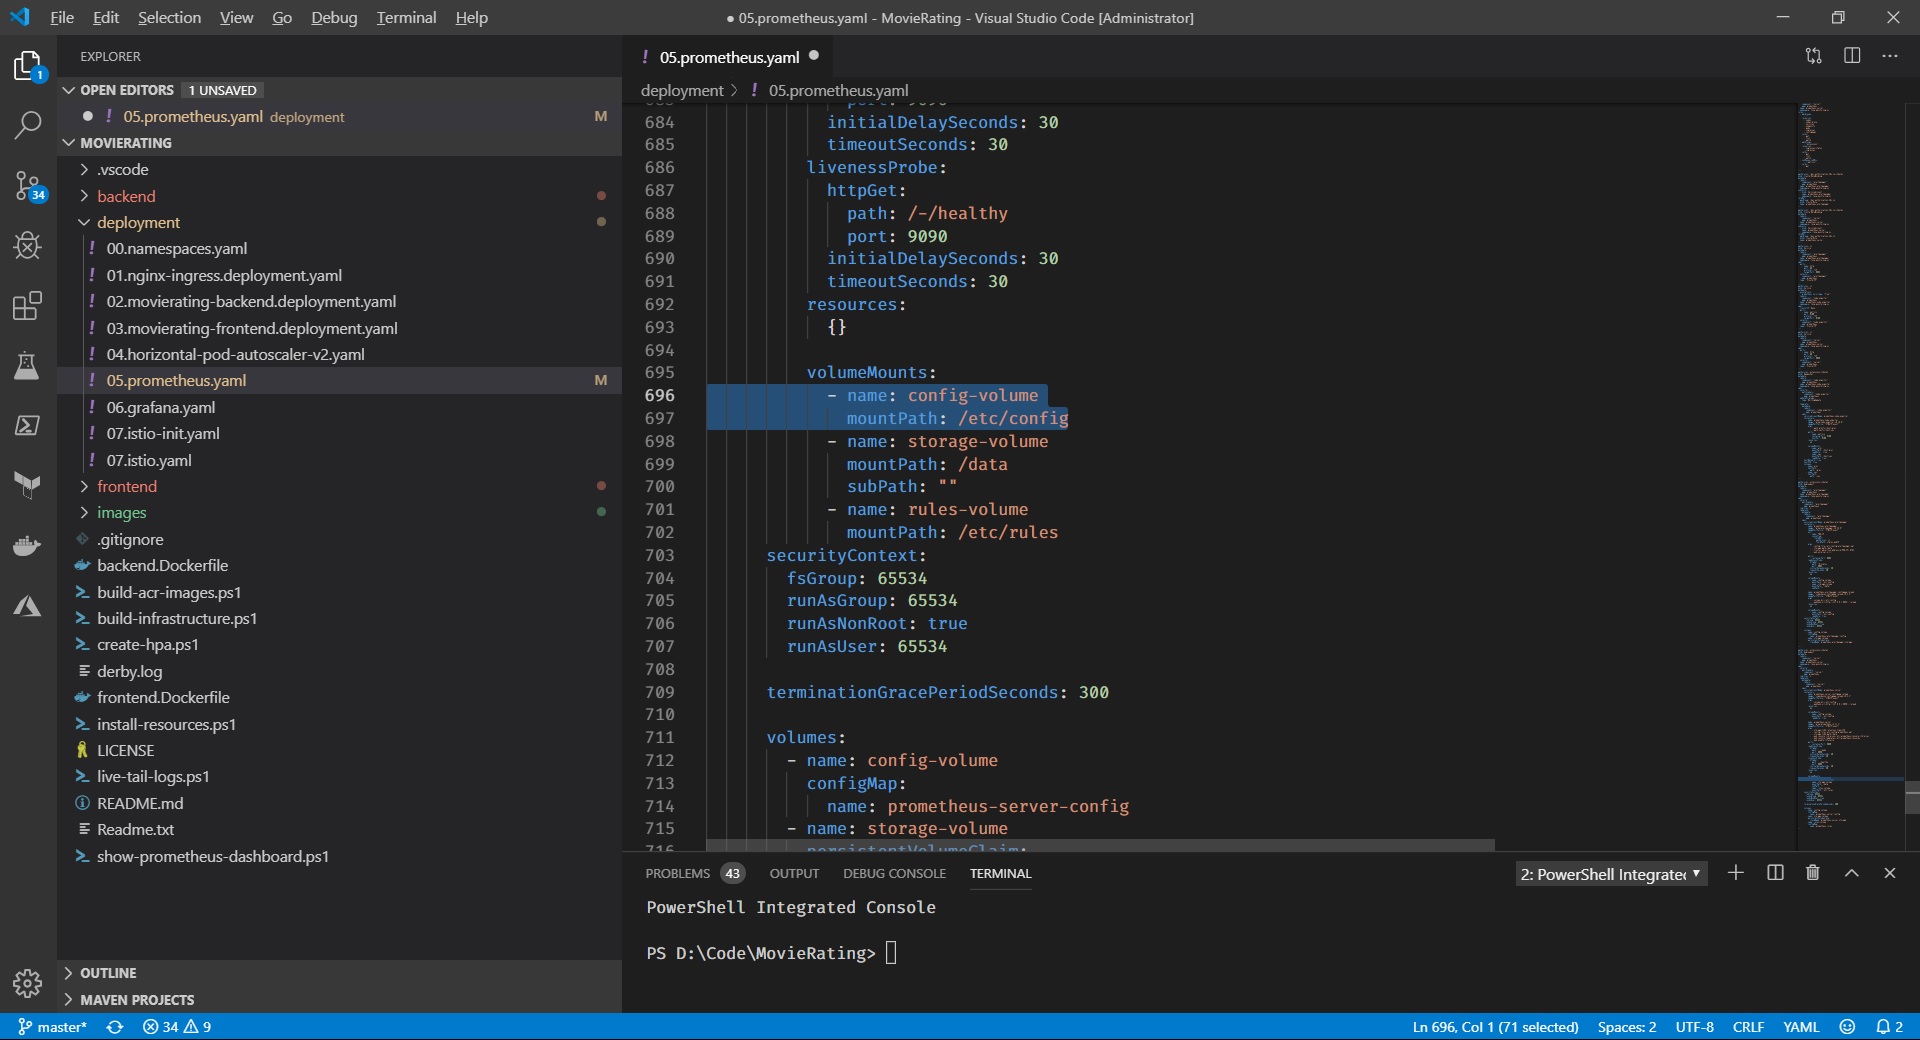 File Edit Selection View Go Debug Terminal Help
● 05.prometheus.yaml - MovieRating - Visual Studio Code [Administrator]
EXPLORER
OPEN EDITORS 1 UNSAVED
● ! 05.prometheus.yaml deployment M
MOVIERATING
.vscode
backend
deployment
! 00.namespaces.yaml
! 01.nginx-ingress.deployment.yaml
! 02.movierating-backend.deployment.yaml
! 03.movierating-frontend.deployment.yaml
! 04.horizontal-pod-autoscaler-v2.yaml
! 05.prometheus.yaml M
! 06.grafana.yaml
! 07.istio-init.yaml
! 07.istio.yaml
frontend
images
.gitignore
backend.Dockerfile
build-acr-images.ps1
build-infrastructure.ps1
create-hpa.ps1
derby.log
frontend.Dockerfile
install-resources.ps1
LICENSE
live-tail-logs.ps1
README.md
Readme.txt
show-prometheus-dashboard.ps1
OUTLINE
MAVEN PROJECTS
1
34
! 05.prometheus.yaml ●
deployment > ! 05.prometheus.yaml
683 port: 9090
684 initialDelaySeconds: 30
685 timeoutSeconds: 30
686 livenessProbe:
687 httpGet:
688 path: /-/healthy
689 port: 9090
690 initialDelaySeconds: 30
691 timeoutSeconds: 30
692 resources:
693 {}
694
695 volumeMounts:
696 - name: config-volume
697 mountPath: /etc/config
698 - name: storage-volume
699 mountPath: /data
700 subPath: ""
701 - name: rules-volume
702 mountPath: /etc/rules
703 securityContext:
704 fsGroup: 65534
705 runAsGroup: 65534
706 runAsNonRoot: true
707 runAsUser: 65534
708
709 terminationGracePeriodSeconds: 300
710
711 volumes:
712 - name: config-volume
713 configMap:
714 name: prometheus-server-config
715 - name: storage-volume
716 persistentVolumeClaim:
PROBLEMS 43 OUTPUT DEBUG CONSOLE TERMINAL 2: PowerShell Integrated
PowerShell Integrated Console
PS D:\Code\MovieRating>
master* 34 9 Ln 696, Col 1 (71 selected) Spaces: 2 UTF-8 CRLF YAML 2